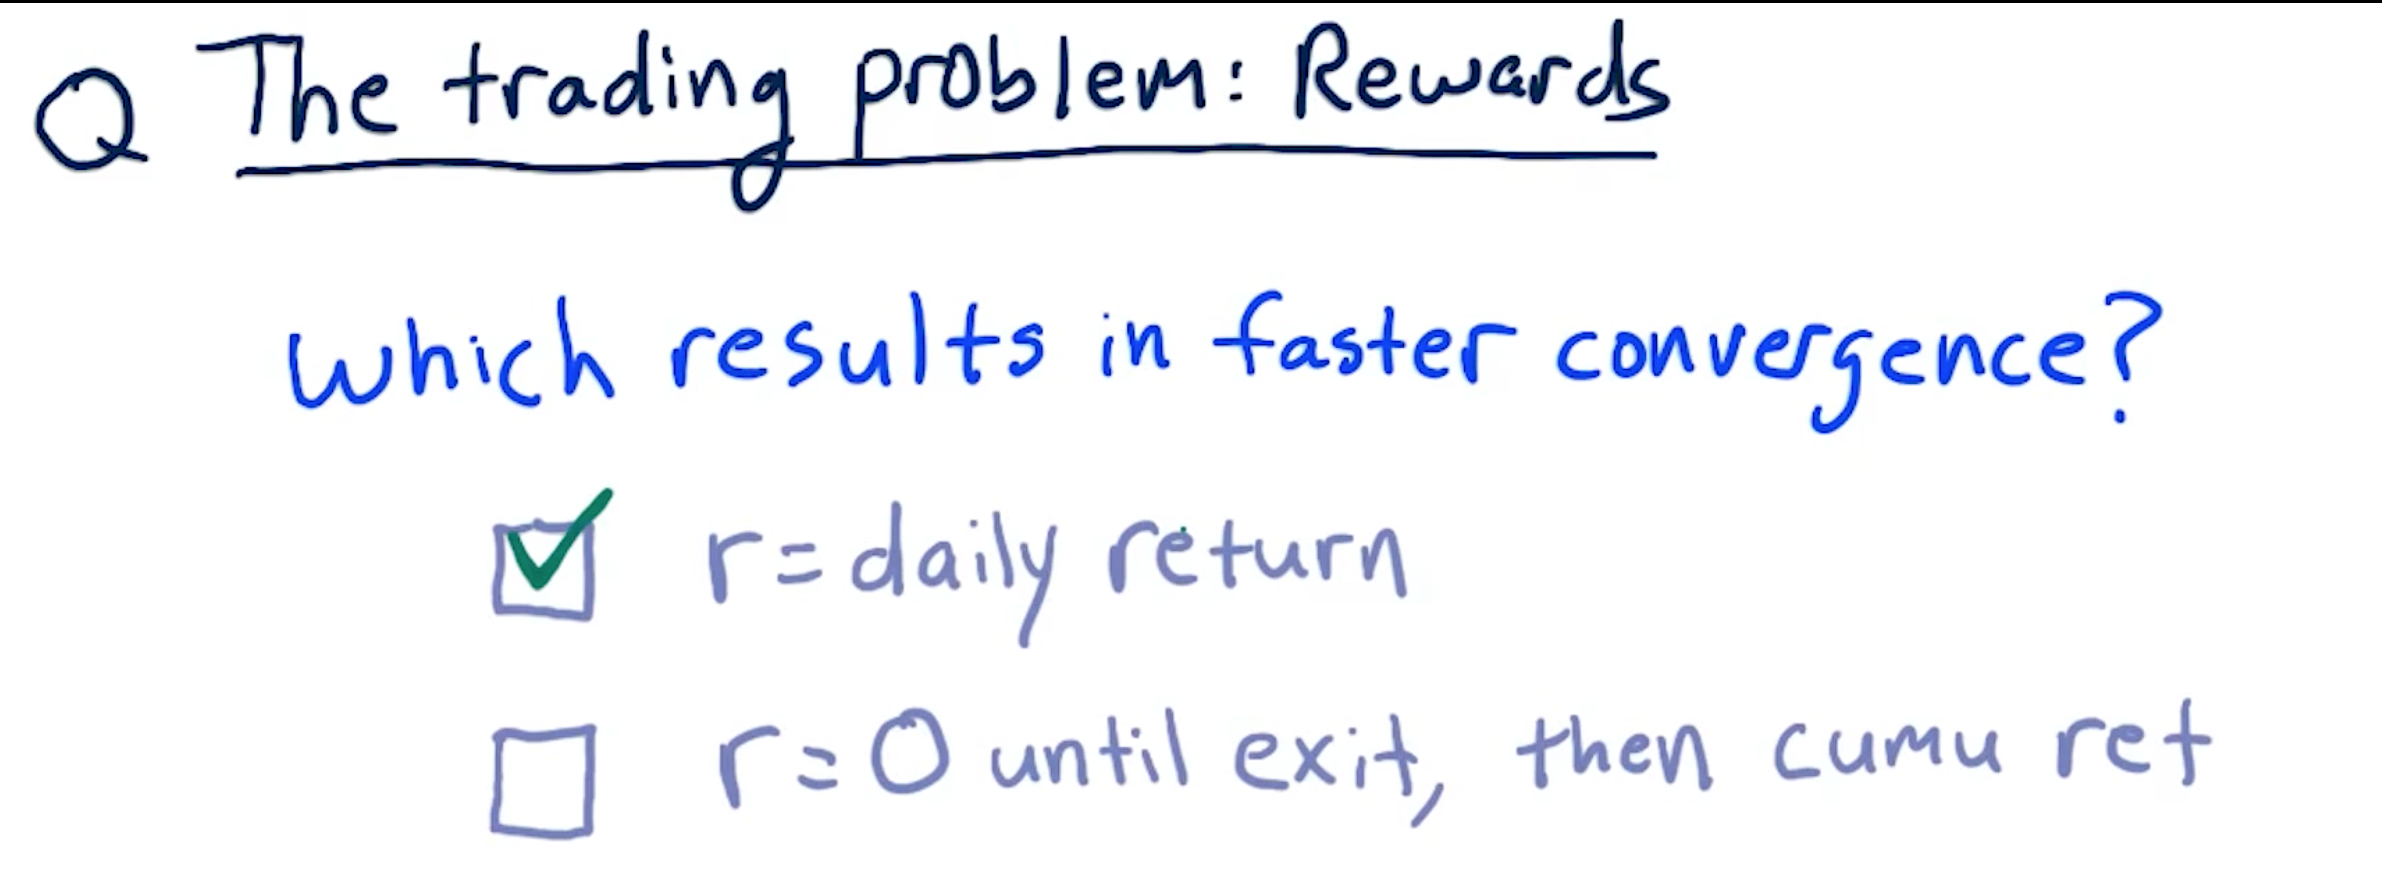 Q The trading problem: Rewards
Which results in faster convergence?
r=daily return
r=0 until exit, then cumu ret